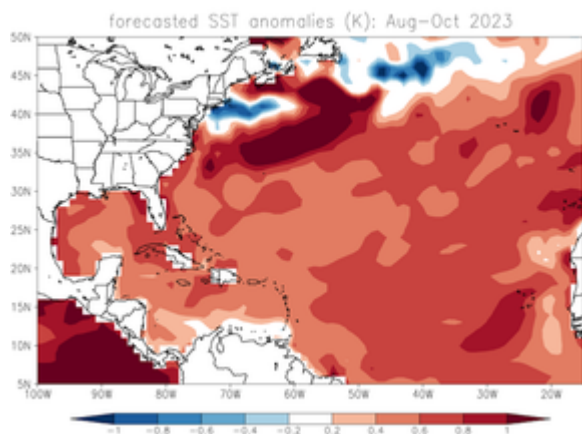 forecasted SST anomalies (K): Aug-Oct 2023
50N
45N
40N
35N
30N
25N
20N
15N
10N
5N
100W 90W 80W 70W 60W 50W 40W 30W 20W
-1 -0.8 -0.6 -0.4 -0.2 0.2 0.4 0.6 0.8 1